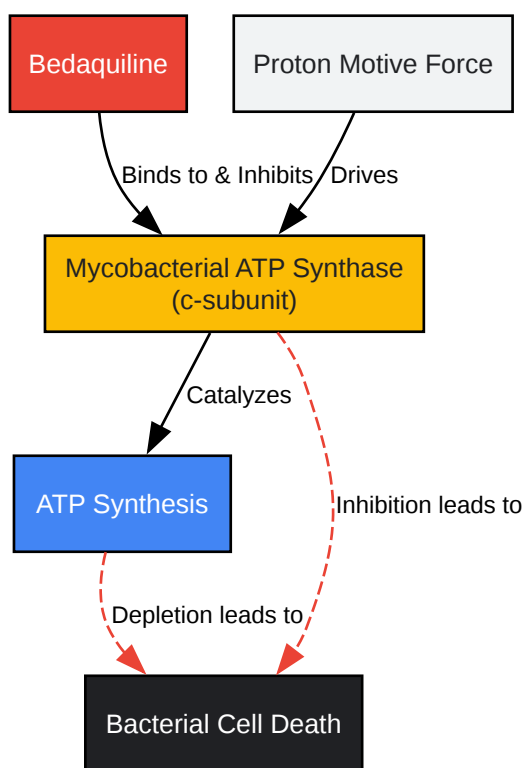 Bedaquiline
Proton Motive Force
Binds to & Inhibits
Drives
Mycobacterial ATP Synthase
(c-subunit)
Catalyzes
ATP Synthesis
Inhibition leads to
Depletion leads to
Bacterial Cell Death